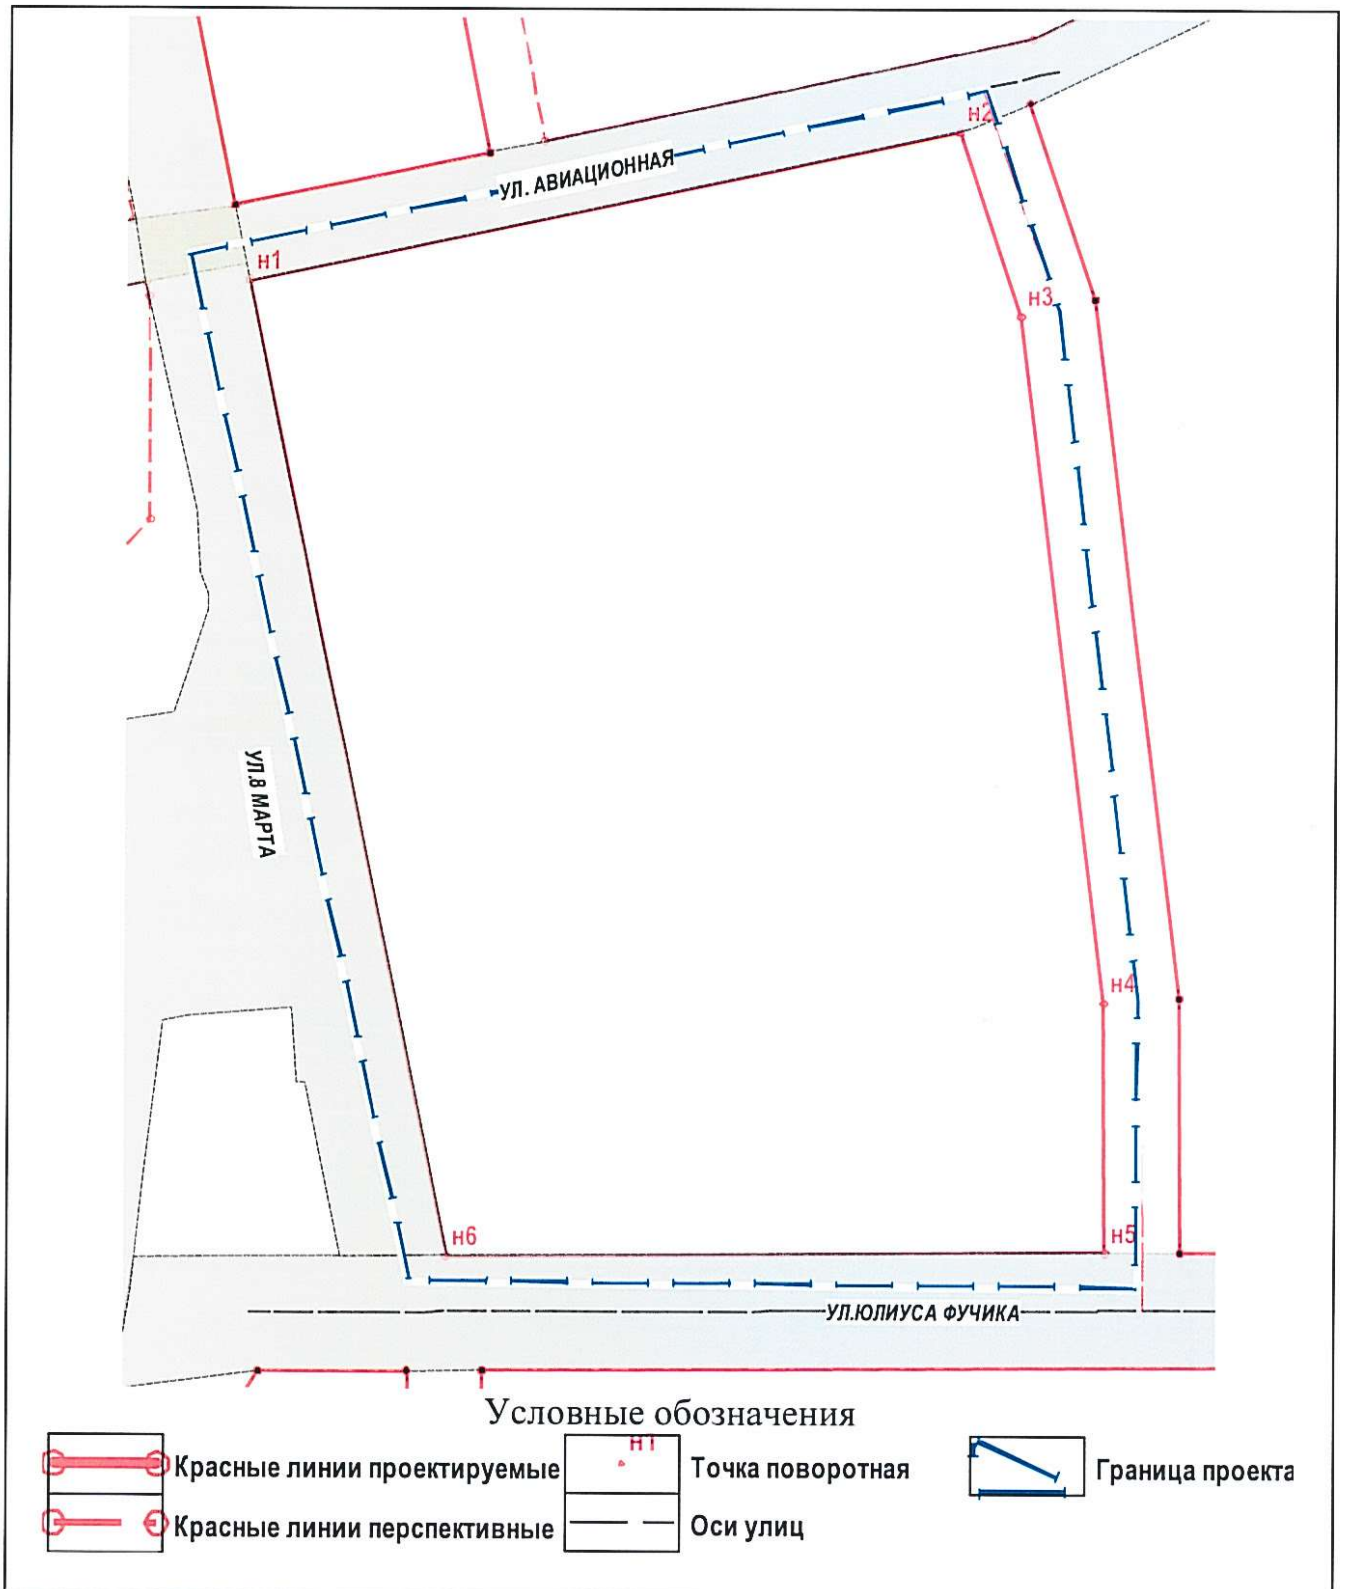 н2
УЛ. АВИАЦИОННАЯ
н1
н3
УЛ.8 МАРТА
н4
н5
н6
УЛ.ЮЛИУСА ФУЧИКА
Условные обозначения
Красные линии проектируемые
н1
Точка поворотная
Граница проекта
Красные линии перспективные
Оси улиц